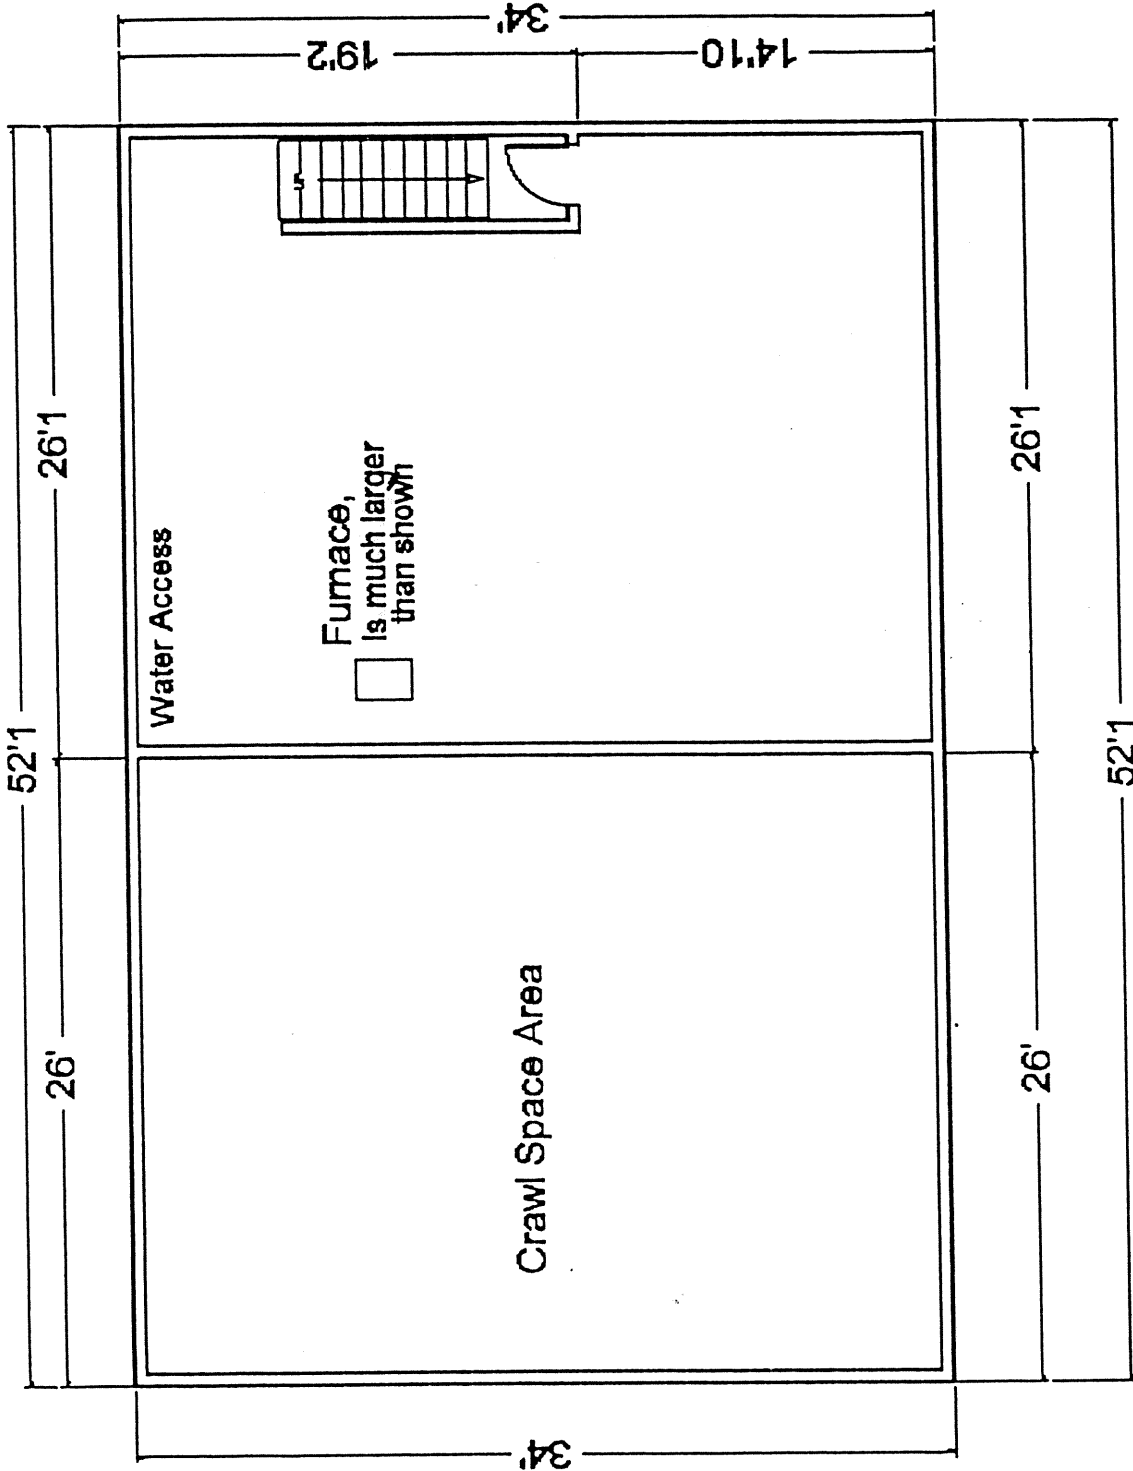 52'1
26'
26'1
34'
34'
19'2
14'10
Water Access
UP
Furnace,
Is much larger
than shown
Crawl Space Area
26'
26'1
52'1